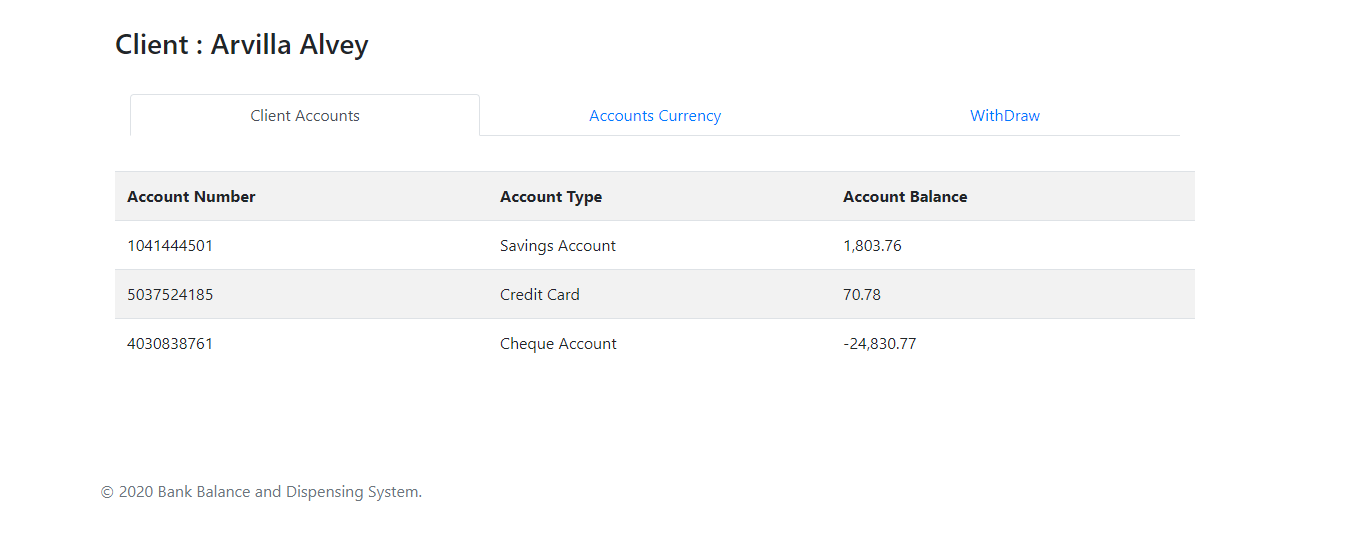 Client : Arvilla Alvey
Client Accounts Accounts Currency WithDraw
Account Number Account Type Account Balance
1041444501 Savings Account 1,803.76
5037524185 Credit Card 70.78
4030838761 Cheque Account -24,830.77
© 2020 Bank Balance and Dispensing System.